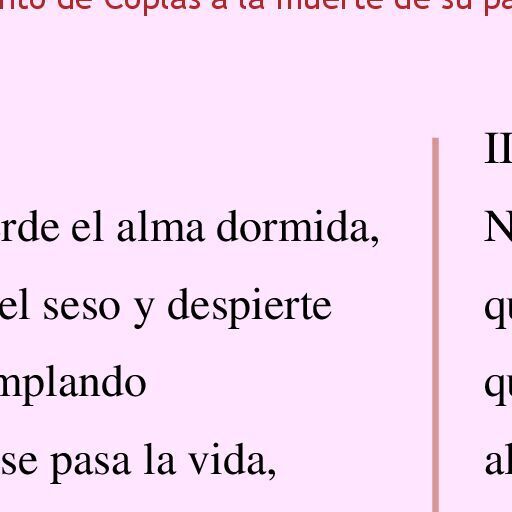 nto de Coplas a la muerte de su pa
rde el alma dormida,
el seso y despierte
mplando
se pasa la vida,
II
N
qu
qu
al